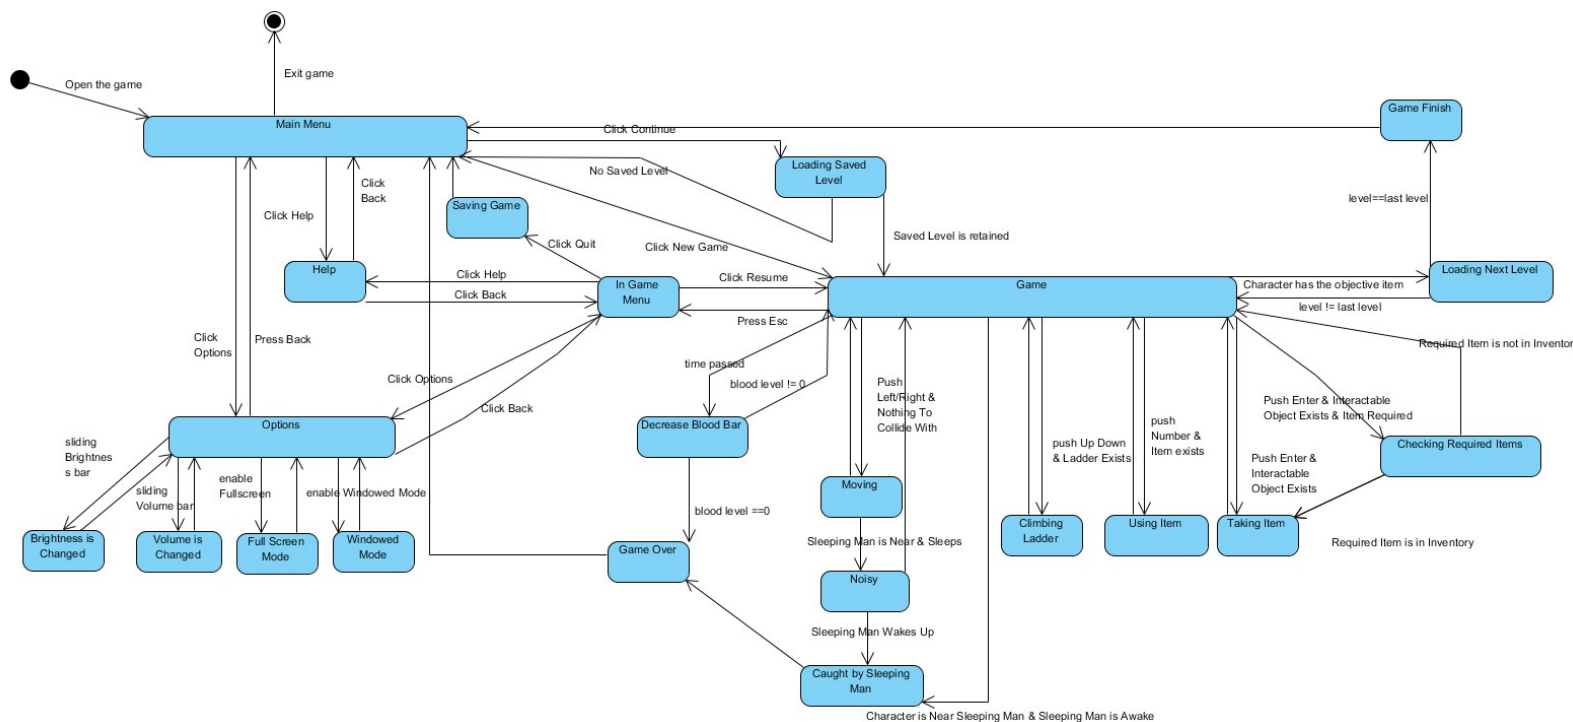 Exit game
Open the game
Main Menu
Game Finish
Click Continue
Loading Saved
Level
No Saved Level
Click
Back
level==last level
Saving Game
Click Help
Click Quit
Click New Game
Saved Level is retained
Help
Click Help
Click Back
In Game
Menu
Click Resume
Game
Character has the objective item
Loading Next Level
level != last level
Press Esc
Click
Options
Press Back
Required Item is not in Inventor
time passed
blood level != 0
Click Options
Click Back
Push
Left/Right &
Nothing To
Collide With
Push Enter & Interactable
Object Exists & Item Required
Options
Decrease Blood Bar
push Up Down
& Ladder Exists
push
Number &
Item exists
Checking Required Items
sliding
Brightnes
s bar
sliding
Volume bar
enable
Fullscreen
enable Windowed Mode
Push Enter &
Interactable
Object Exists
Moving
blood level ==0
Brightness is
Changed
Volume is
Changed
Full Screen
Mode
Windowed
Mode
Game Over
Sleeping Man is Near & Sleeps
Climbing
Ladder
Using Item
Taking Item
Required Item is in Inventory
Noisy
Sleeping Man Wakes Up
Caught by Sleeping
Man
Character is Near Sleeping Man & Sleeping Man is Awake